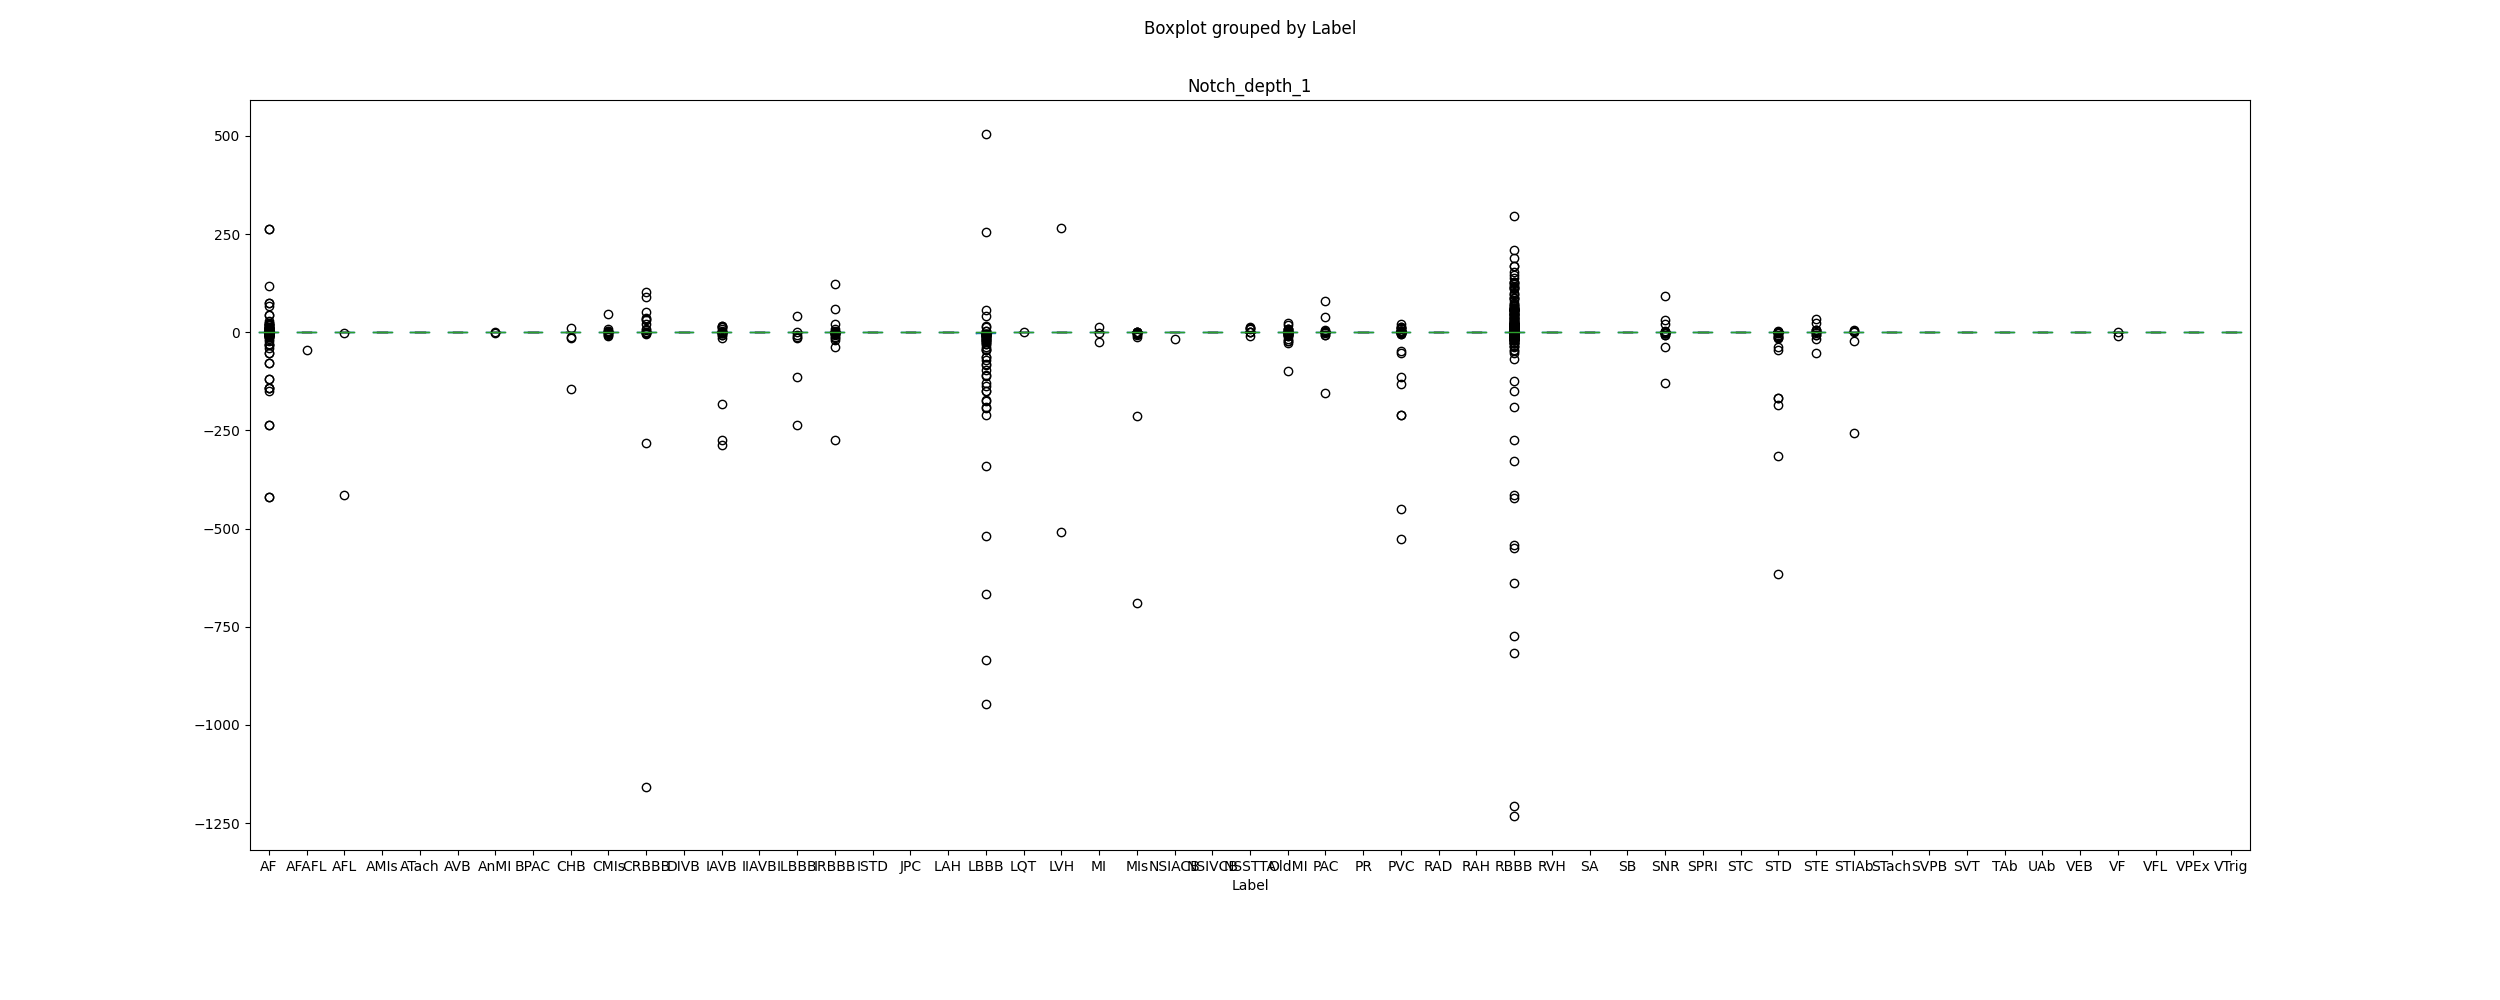 Boxplot grouped by Label
Notch_depth_1
500
250
0
−250
−500
−750
−1000
−1250
AF AFAFL AFL AMIs ATach AVB AnMI BPAC CHB CMIs CRBBB DIVB IAVB IIAVB ILBBB IRBBB ISTD JPC LAH LBBB LQT LVH MI MIs NSIACB NSIVCB NSSTTA OldMI PAC PR PVC RAD RAH RBBB RVH SA SB SNR SPRI STC STD STE STIAb STach SVPB SVT TAb UAb VEB VF VFL VPEx VTrig
Label